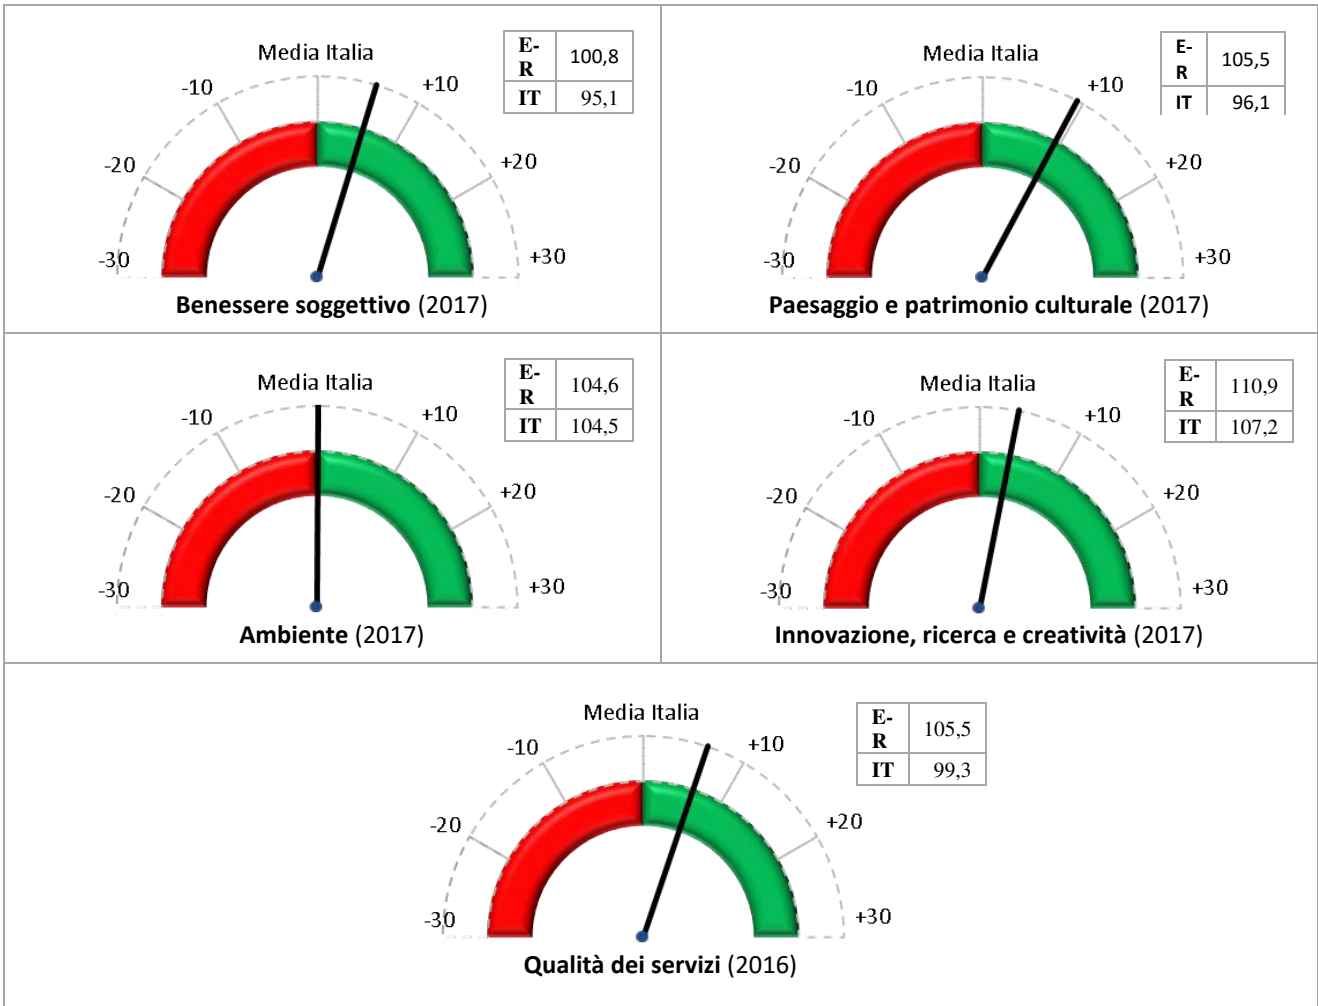 Media Italia
E-R 100,8
IT 95,1
-10
+10
-20
+20
-30
+30
Benessere soggettivo (2017)
Media Italia
E-R 105,5
IT 96,1
-10
+10
-20
+20
-30
+30
Paesaggio e patrimonio culturale (2017)
Media Italia
E-R 104,6
IT 104,5
-10
+10
-20
+20
-30
+30
Ambiente (2017)
Media Italia
E-R 110,9
IT 107,2
-10
+10
-20
+20
-30
+30
Innovazione, ricerca e creatività (2017)
Media Italia
E-R 105,5
IT 99,3
-10
+10
-20
+20
-30
+30
Qualità dei servizi (2016)